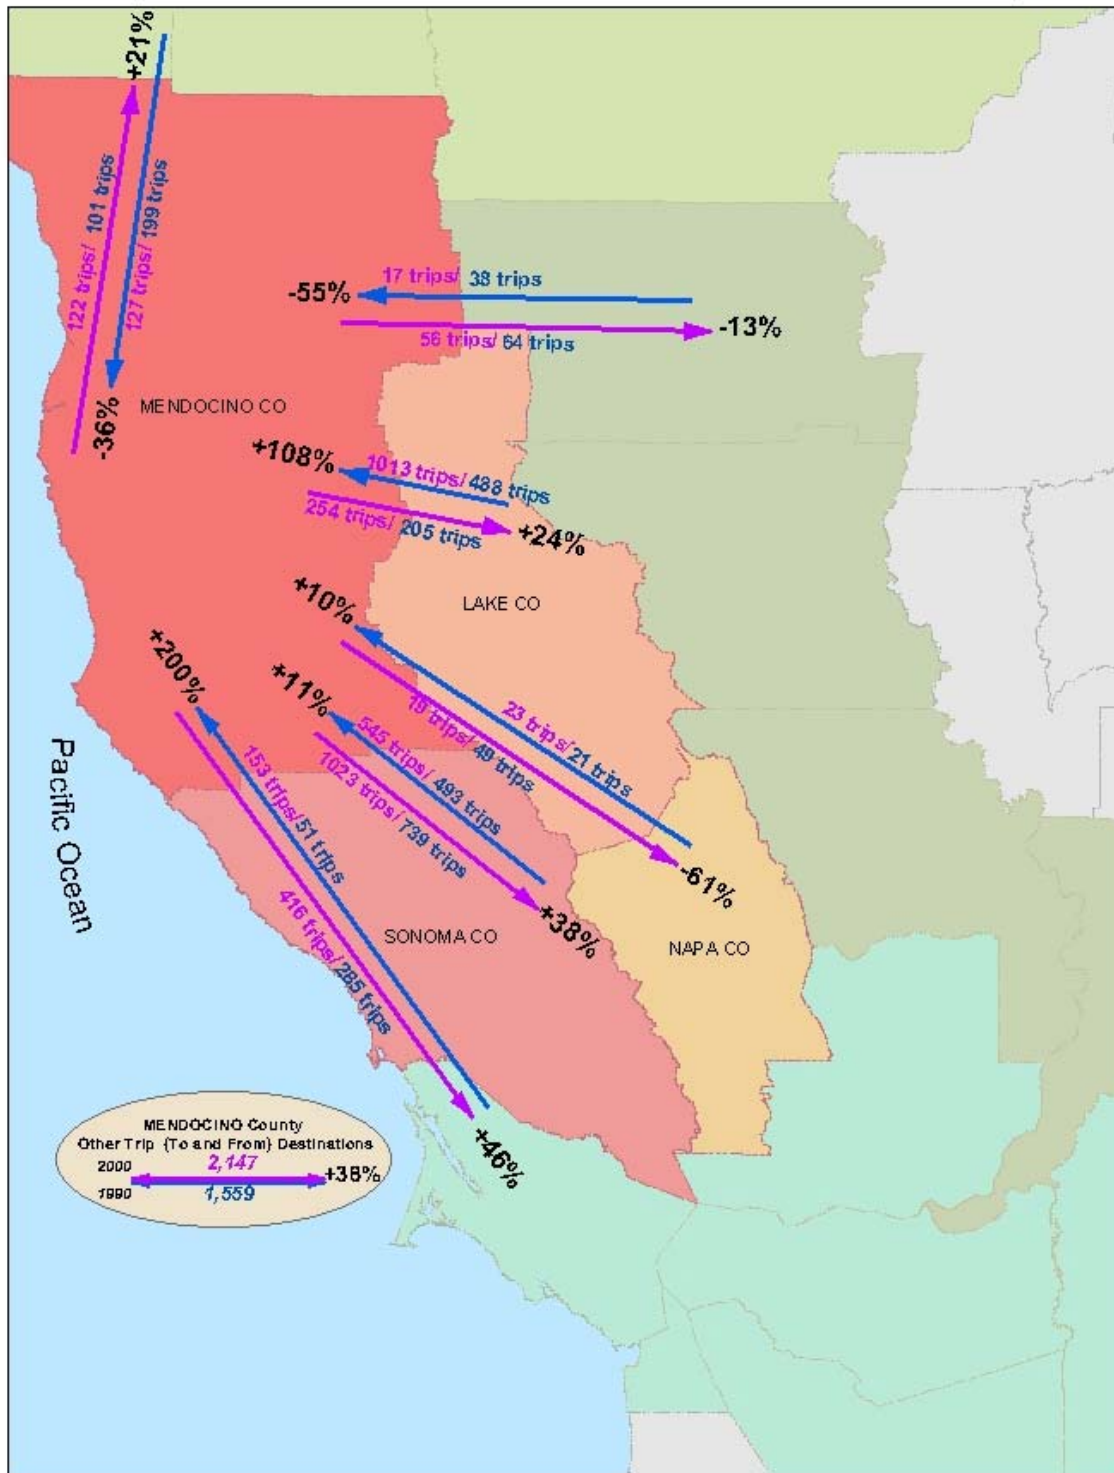 +21%
122 trips/ 101 trips
127 trips/ 199 trips
-36%
MENDOCINO CO
17 trips/ 38 trips
-55%
56 trips/ 64 trips
-13%
+108%
1013 trips/ 488 trips
254 trips/ 205 trips
+24%
LAKE CO
+10%
23 trips/ 21 trips
19 trips/ 49 trips
-61%
+11%
545 trips/ 493 trips
1023 trips/ 739 trips
+38%
+200%
153 trips/ 51 trips
416 trips/ 285 trips
+46%
SONOMA CO
NAPA CO
Pacific Ocean
MENDOCINO County
Other Trip (To and From) Destinations
2000 2,147 +38%
1990 1,559